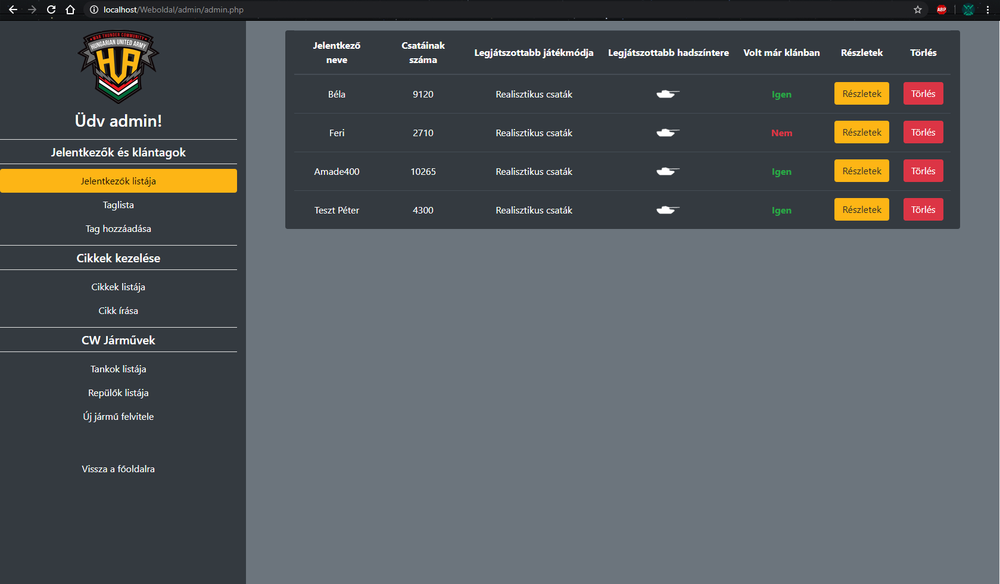 localhost/Weboldal/admin/admin.php
ABP
WAR THUNDER COMMUNITY
HUNGARIAN UNITED ARMY
HUA
Üdv admin!
Jelentkezők és klántagok
Jelentkezők listája
Taglista
Tag hozzáadása
Cikkek kezelése
Cikkek listája
Cikk írása
CW Járművek
Tankok listája
Repülők listája
Új jármű felvitele
Vissza a főoldalra
Jelentkező neve Csatáinak száma Legjátszottabb játékmódja Legjátszottabb hadszíntere Volt már klánban Részletek Törlés
Béla 9120 Realisztikus csaták Igen Részletek Törlés
Feri 2710 Realisztikus csaták Nem Részletek Törlés
Amade400 10265 Realisztikus csaták Igen Részletek Törlés
Teszt Péter 4300 Realisztikus csaták Igen Részletek Törlés